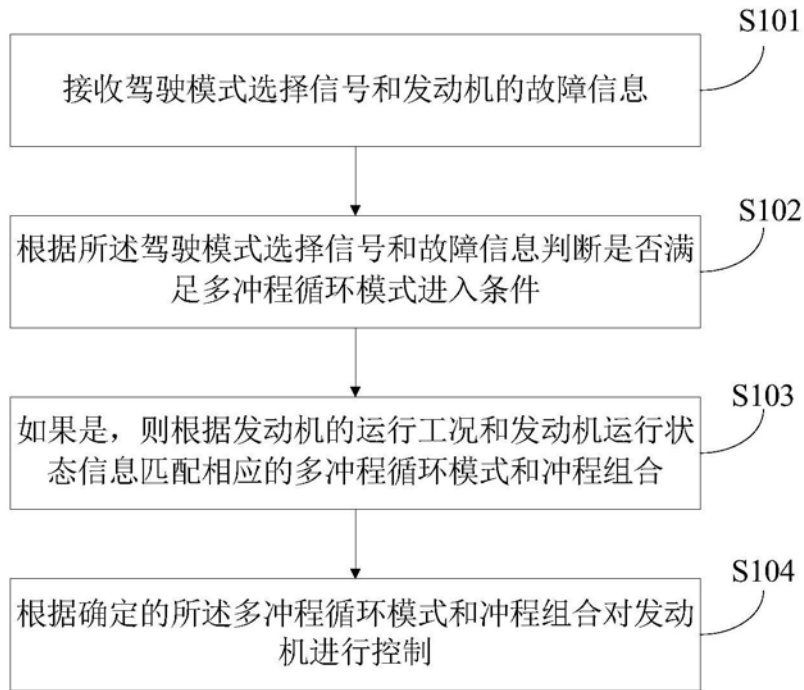 S101
接收驾驶模式选择信号和发动机的故障信息
S102
根据所述驾驶模式选择信号和故障信息判断是否满
足多冲程循环模式进入条件
S103
如果是，则根据发动机的运行工况和发动机运行状
态信息匹配相应的多冲程循环模式和冲程组合
S104
根据确定的所述多冲程循环模式和冲程组合对发动
机进行控制